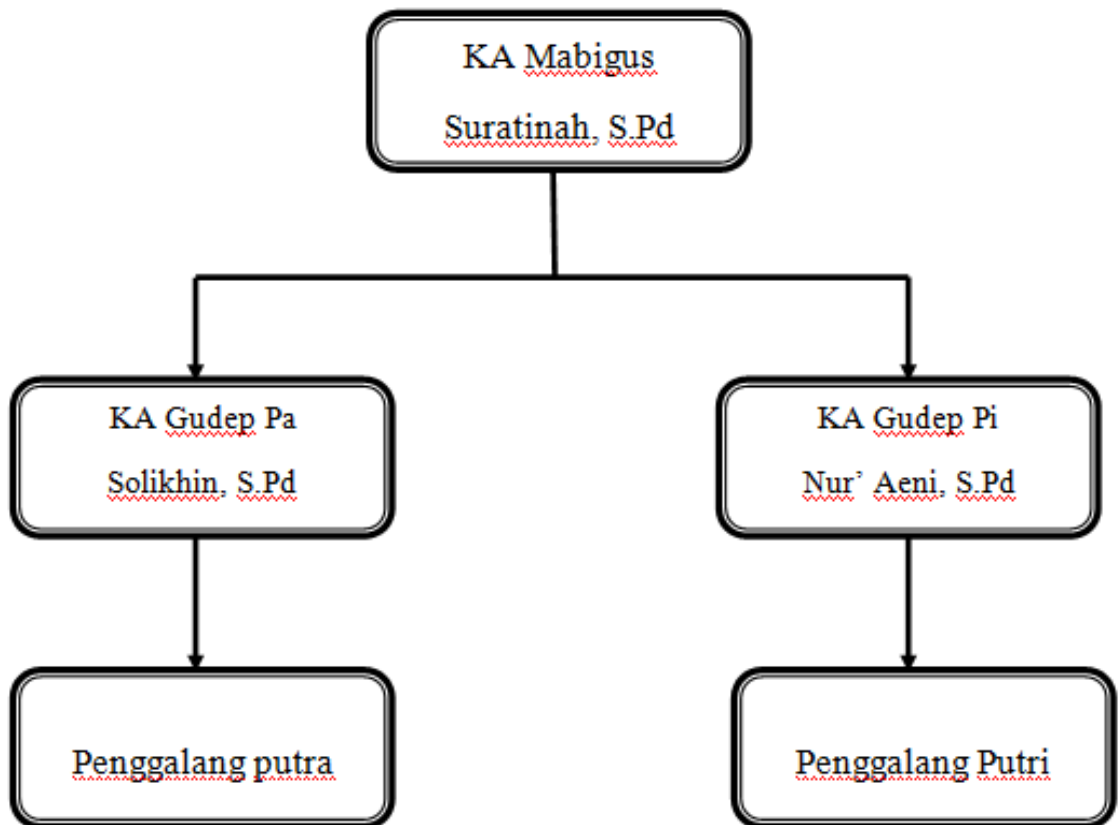 KA Mabigus
Suratinah, S.Pd
KA Gudep Pa
Solikhin, S.Pd
KA Gudep Pi
Nur’ Aeni, S.Pd
Penggalang putra
Penggalang Putri